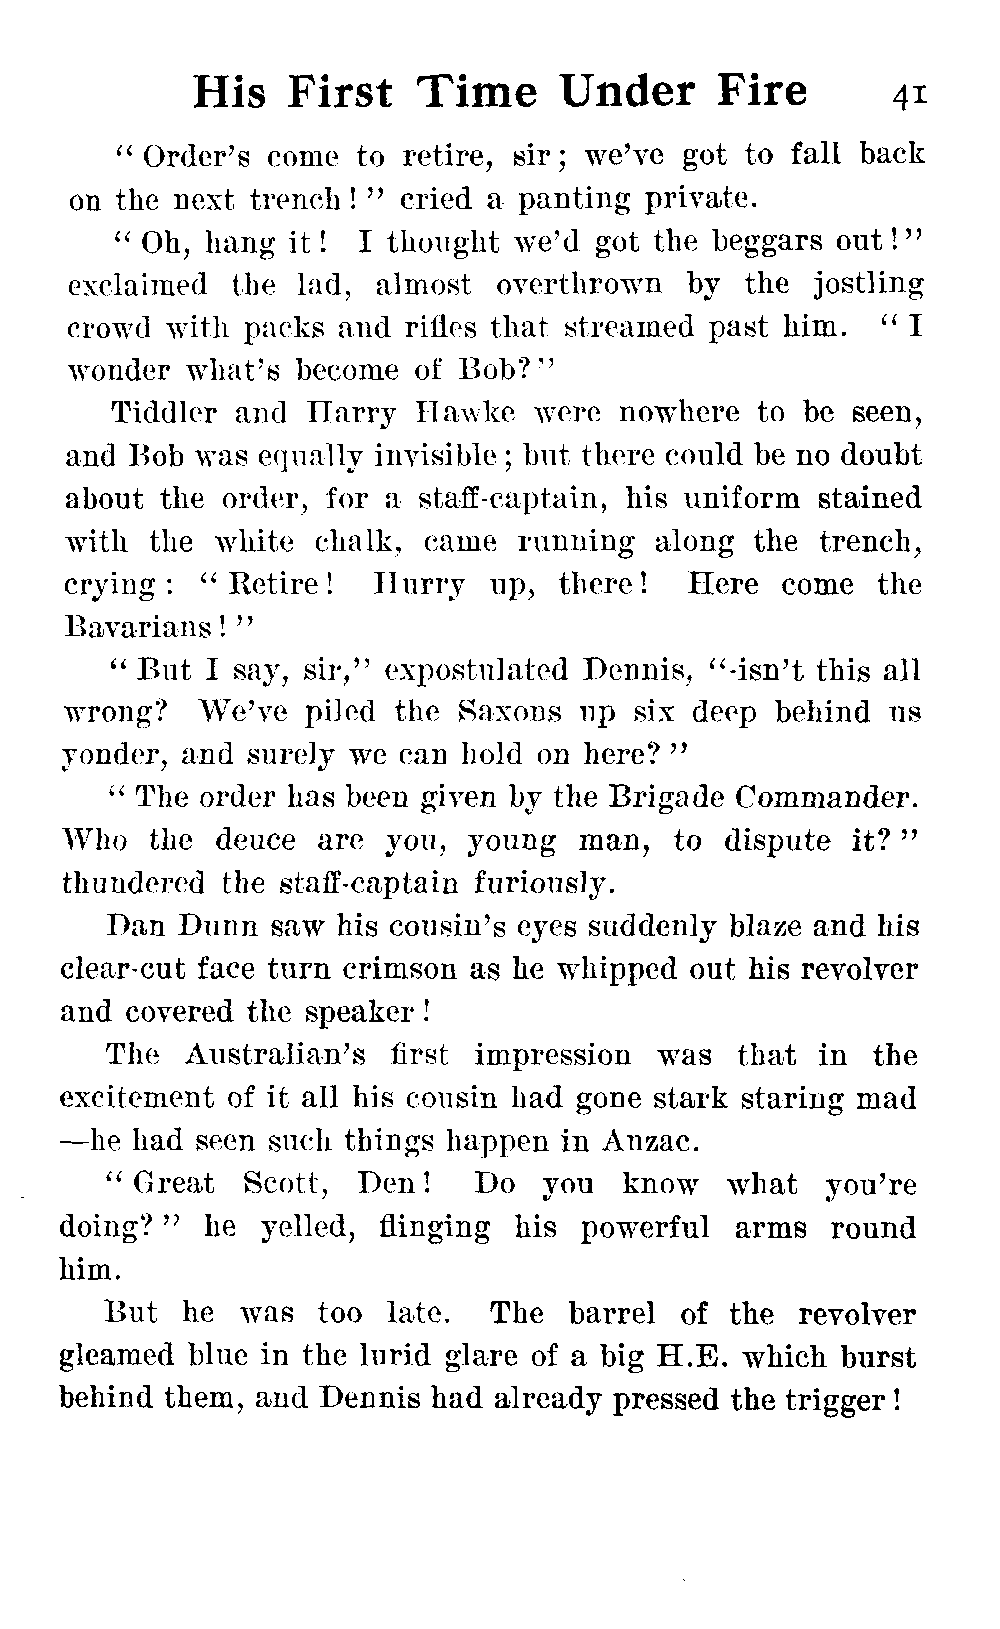 His First Time Under Fire 41
“ Order’s come to retire, sir ; we’ve got to fall back
on the next trench ! ” cried a panting private.
“ Oh, hang it ! I thought we’d got the beggars out ! ”
exclaimed the lad, almost overthrown by the jostling
crowd with packs and rifles that streamed past him. “ I
wonder what’s become of Bob? ”
Tiddler and Harry Hawke were nowhere to be seen,
and Bob was equally invisible ; but there could be no doubt
about the order, for a staff-captain, his uniform stained
with the white chalk, came running along the trench,
crying : “ Retire ! Hurry up, there ! Here come the
Bavarians ! ”
“ But I say, sir,” expostulated Dennis, “-isn’t this all
wrong? We’ve piled the Saxons up six deep behind us
yonder, and surely we can hold on here? ”
“ The order has been given by the Brigade Commander.
Who the deuce are you, young man, to dispute it? ”
thundered the staff-captain furiously.
Dan Dunn saw his cousin’s eyes suddenly blaze and his
clear-cut face turn crimson as he whipped out his revolver
and covered the speaker !
The Australian’s first impression was that in the
excitement of it all his cousin had gone stark staring mad
—he had seen such things happen in Anzac.
“ Great Scott, Den ! Do you know what you’re
doing? ” he yelled, flinging his powerful arms round
him.
But he was too late. The barrel of the revolver
gleamed blue in the lurid glare of a big H.E. which burst
behind them, and Dennis had already pressed the trigger !